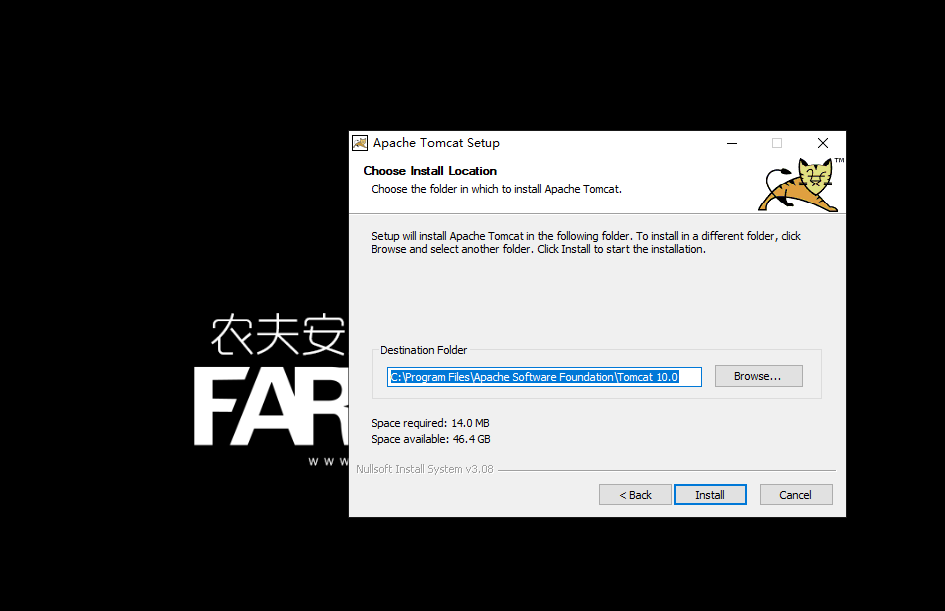 Apache Tomcat Setup
Choose Install Location
Choose the folder in which to install Apache Tomcat.
TM
Setup will install Apache Tomcat in the following folder. To install in a different folder, click
Browse and select another folder. Click Install to start the installation.
农夫安
FAR
www
Destination Folder
C:\Program Files\Apache Software Foundation\Tomcat 10.0
Browse...
Space required: 14.0 MB
Space available: 46.4 GB
Nullsoft Install System v3.08
< Back
Install
Cancel